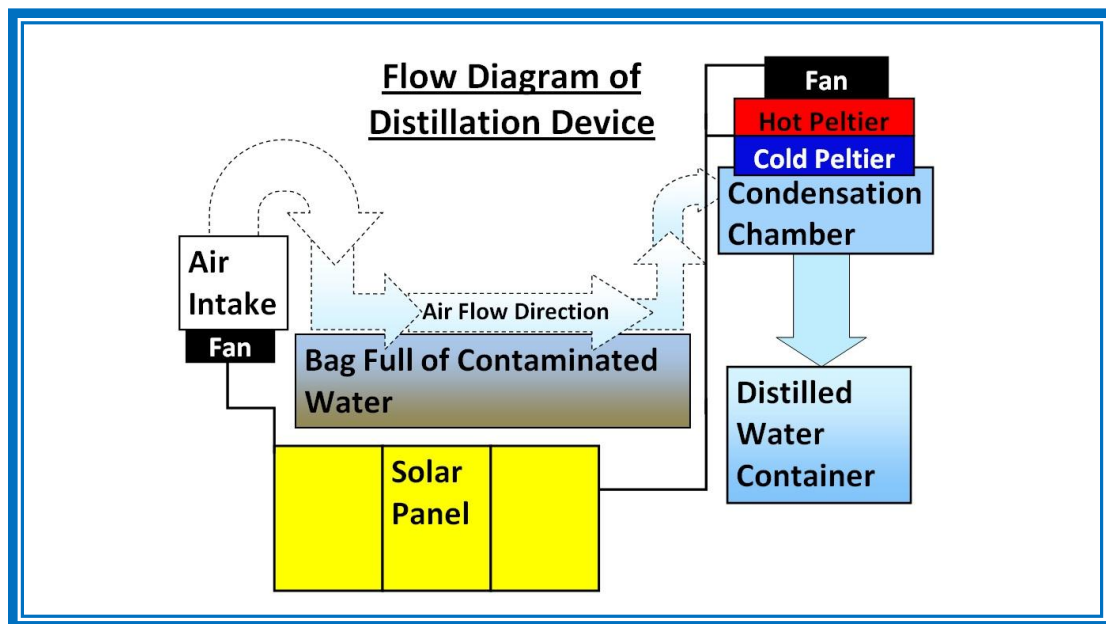 Flow Diagram of
Distillation Device
Fan
Hot Peltier
Cold Peltier
Condensation
Chamber
Air
Intake
Fan
Air Flow Direction
Bag Full of Contaminated
Water
Distilled
Water
Container
Solar
Panel